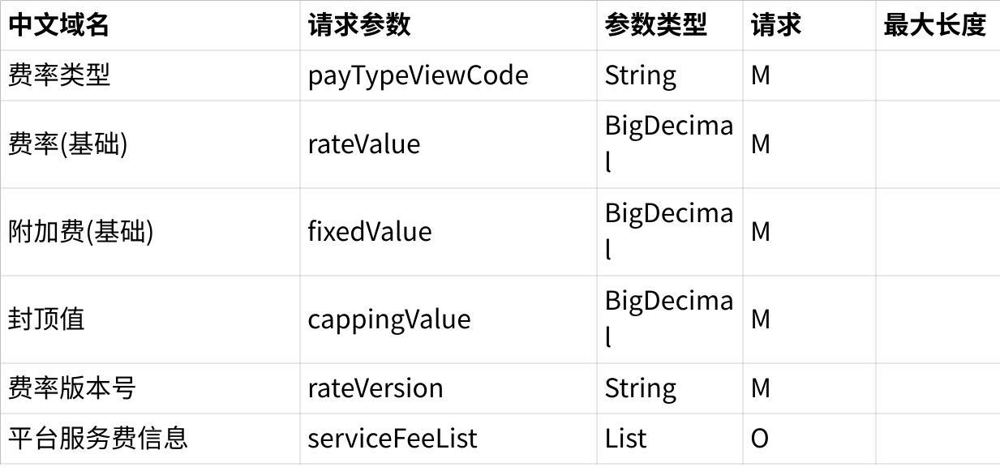 中文域名 请求参数 参数类型 请求 最大长度
费率类型 payTypeViewCode String M
费率(基础) rateValue BigDecima
l M
附加费(基础) fixedValue BigDecima
l M
封顶值 cappingValue BigDecima
l M
费率版本号 rateVersion String M
平台服务费信息 serviceFeeList List O